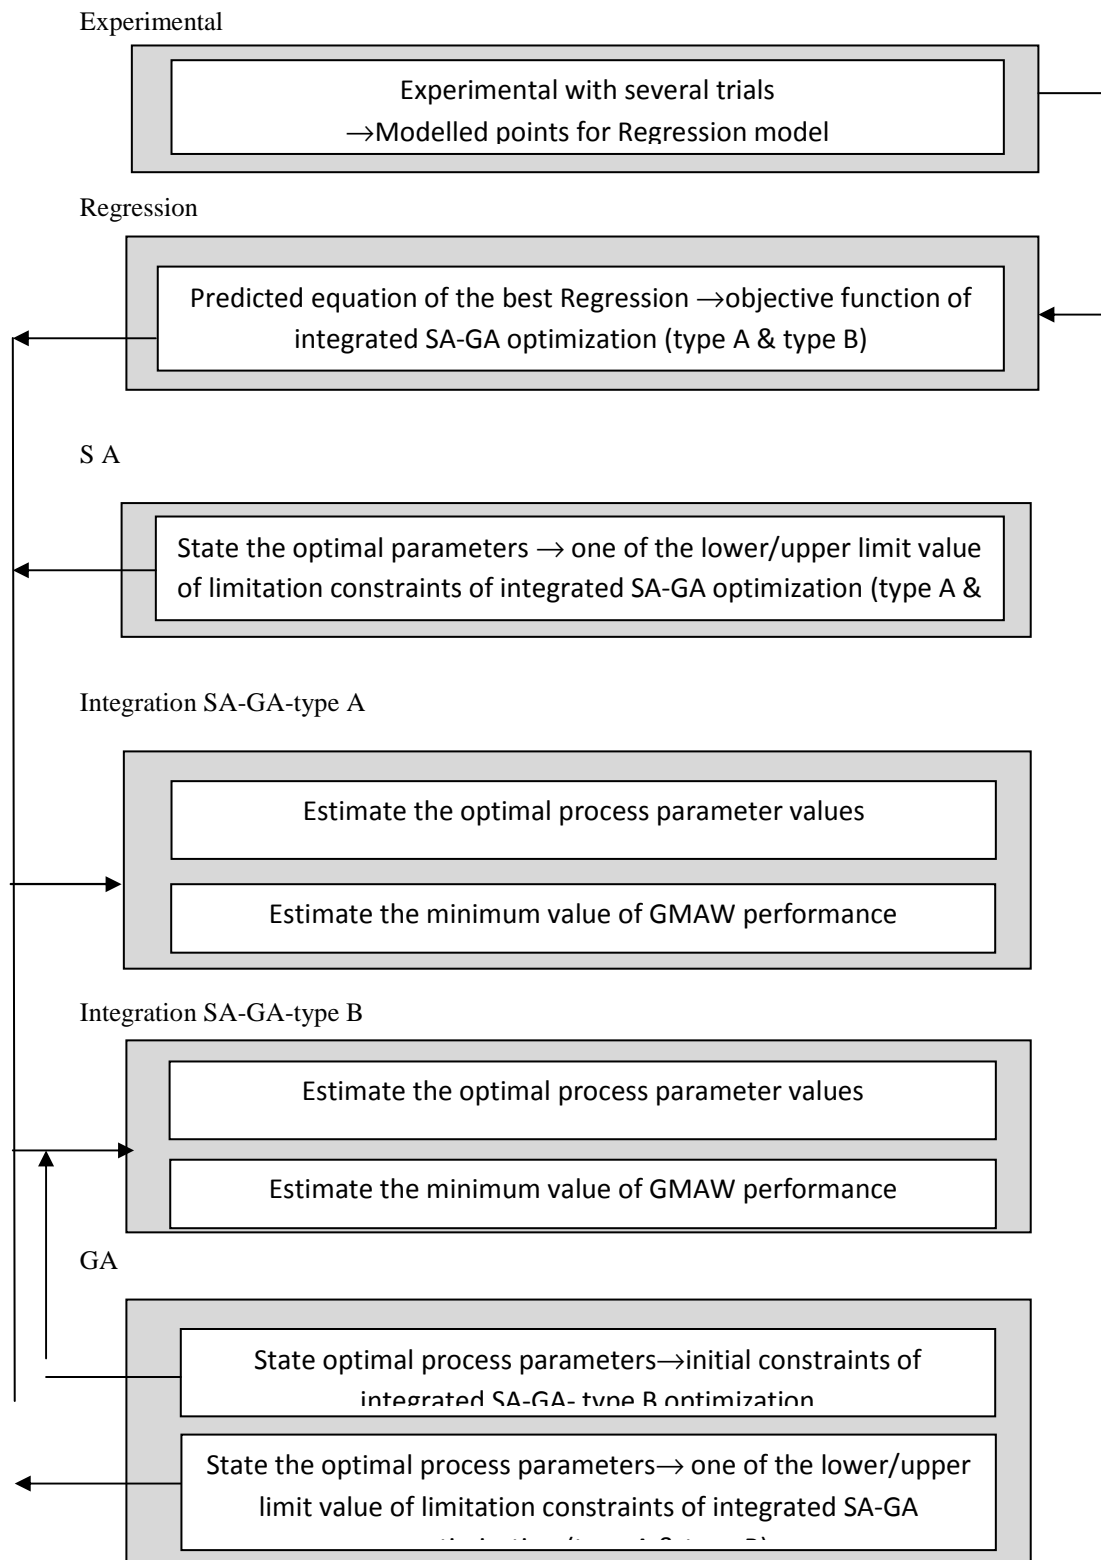 Experimental
Experimental with several trials
→Modelled points for Regression model
Regression
Predicted equation of the best Regression →objective function of
integrated SA-GA optimization (type A & type B)
S A
State the optimal parameters → one of the lower/upper limit value
of limitation constraints of integrated SA-GA optimization (type A &
Integration SA-GA-type A
Estimate the optimal process parameter values
Estimate the minimum value of GMAW performance
Integration SA-GA-type B
Estimate the optimal process parameter values
Estimate the minimum value of GMAW performance
GA
State optimal process parameters→initial constraints of
integrated SA-GA- type B optimization
State the optimal process parameters→ one of the lower/upper
limit value of limitation constraints of integrated SA-GA